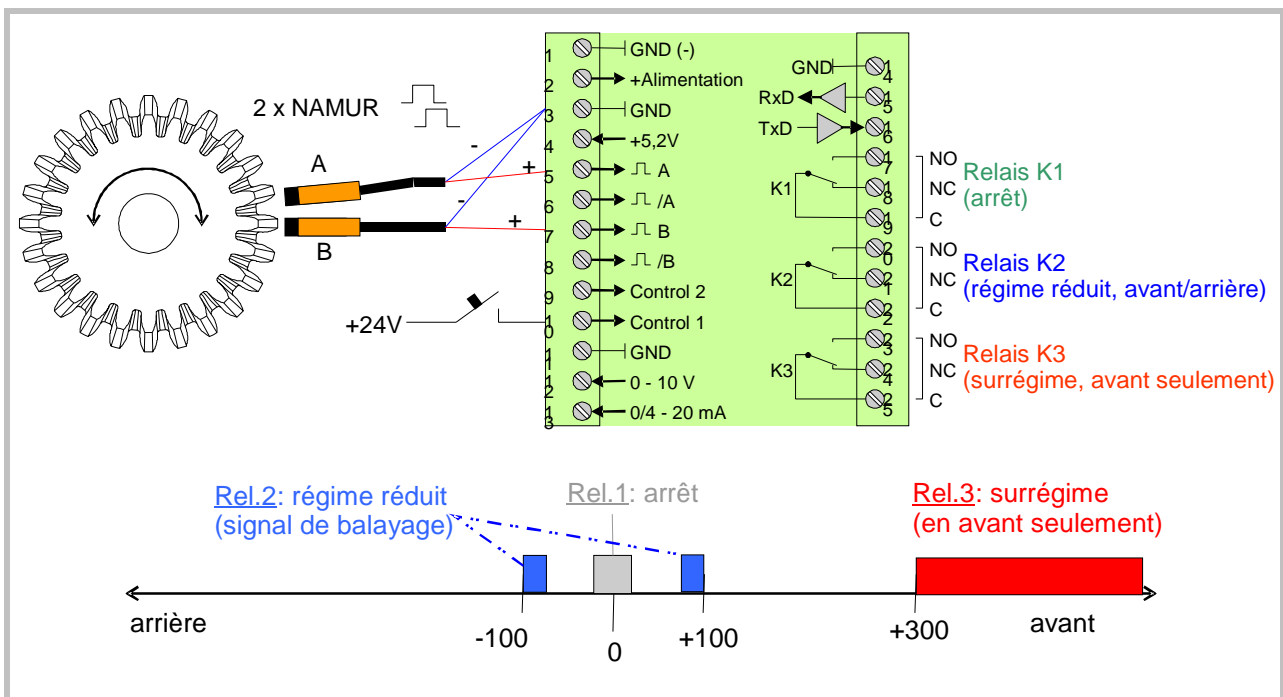 2 x NAMUR
A
B
-
+
-
+
+24V
1 GND (-)
2 +Alimentation
3 GND
4 +5,2V
5 A
6 /A
7 B
8 /B
9 Control 2
10 Control 1
11 GND
12 0 - 10 V
13 0/4 - 20 mA
GND 14
RxD 15
TxD 16
17 NO
K1 18 NC
19 C
Relais K1
(arrêt)
20 NO
K2 21 NC
22 C
Relais K2
(régime réduit, avant/arrière)
23 NO
K3 24 NC
25 C
Relais K3
(surrégime, avant seulement)
Rel.2: régime réduit
(signal de balayage)
Rel.1: arrêt
Rel.3: surrégime
(en avant seulement)
arrière
-100
0
+100
+300
avant